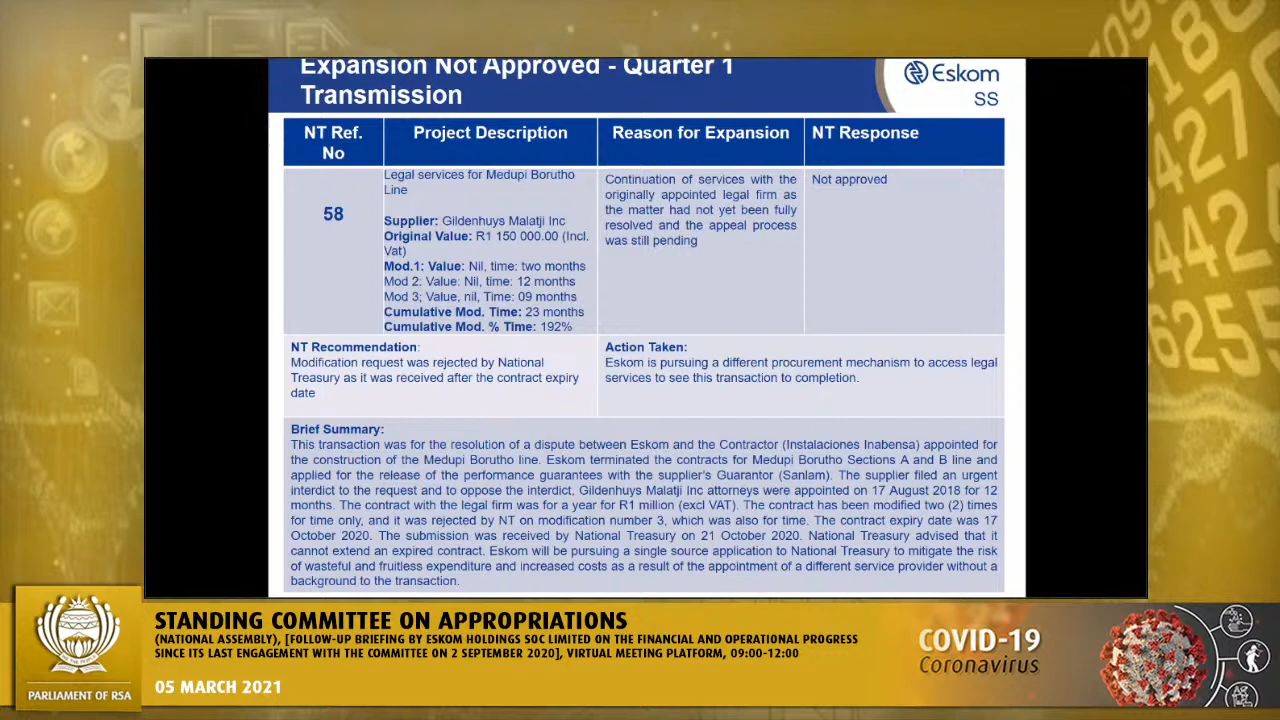 Expansion Not Approved - Quarter 1
Transmission
Eskom
SS
NT Ref.
No
Project Description
Reason for Expansion
NT Response
58
Legal services for Medupi Borutho
Line
Supplier: Gildenhuys Malatji Inc
Original Value: R1 150 000.00 (Incl.
Vat)
Mod.1: Value: Nil, time: two months
Mod 2: Value: Nil, time: 12 months
Mod 3; Value, nil, Time: 09 months
Cumulative Mod. Time: 23 months
Cumulative Mod. % Time: 192%
Continuation of services with the
originally appointed legal firm as
the matter had not yet been fully
resolved and the appeal process
was still pending
Not approved
NT Recommendation:
Modification request was rejected by National
Treasury as it was received after the contract expiry
date
Action Taken:
Eskom is pursuing a different procurement mechanism to access legal
services to see this transaction to completion.
Brief Summary:
This transaction was for the resolution of a dispute between Eskom and the Contractor (Instalaciones Inabensa) appointed for
the construction of the Medupi Borutho line. Eskom terminated the contracts for Medupi Borutho Sections A and B line and
applied for the release of the performance guarantees with the supplier's Guarantor (Sanlam). The supplier filed an urgent
interdict to the request and to oppose the interdict, Gildenhuys Malatji Inc attorneys were appointed on 17 August 2018 for 12
months. The contract with the legal firm was for a year for R1 million (excl VAT). The contract has been modified two (2) times
for time only, and it was rejected by NT on modification number 3, which was also for time. The contract expiry date was 17
October 2020. The submission was received by National Treasury on 21 October 2020. National Treasury advised that it
cannot extend an expired contract. Eskom will be pursuing a single source application to National Treasury to mitigate the risk
of wasteful and fruitless expenditure and increased costs as a result of the appointment of a different service provider without a
background to the transaction.
STANDING COMMITTEE ON APPROPRIATIONS
(NATIONAL ASSEMBLY), [FOLLOW-UP BRIEFING BY ESKOM HOLDINGS SOC LIMITED ON THE FINANCIAL AND OPERATIONAL PROGRESS
SINCE ITS LAST ENGAGEMENT WITH THE COMMITTEE ON 2 SEPTEMBER 2020], VIRTUAL MEETING PLATFORM, 09:00-12:00
05 MARCH 2021
PARLIAMENT OF RSA
COVID-19
Coronavirus